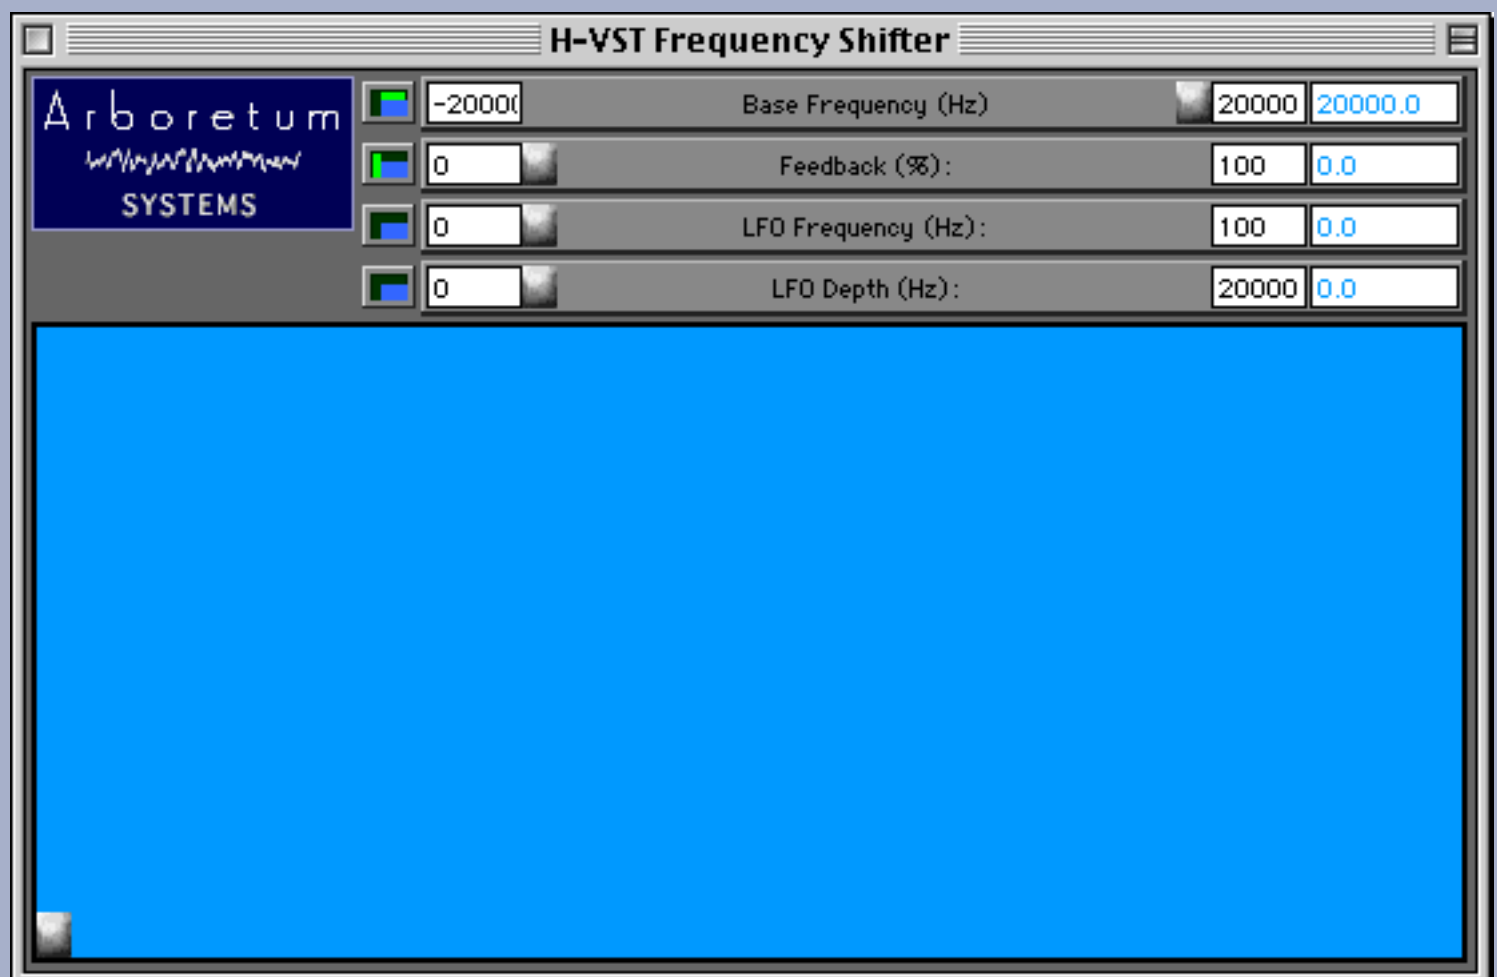 H-VST Frequency Shifter
Arboretum
SYSTEMS
-2000( Base Frequency (Hz) 20000 20000.0
0 Feedback (%): 100 0.0
0 LFO Frequency (Hz): 100 0.0
0 LFO Depth (Hz): 20000 0.0